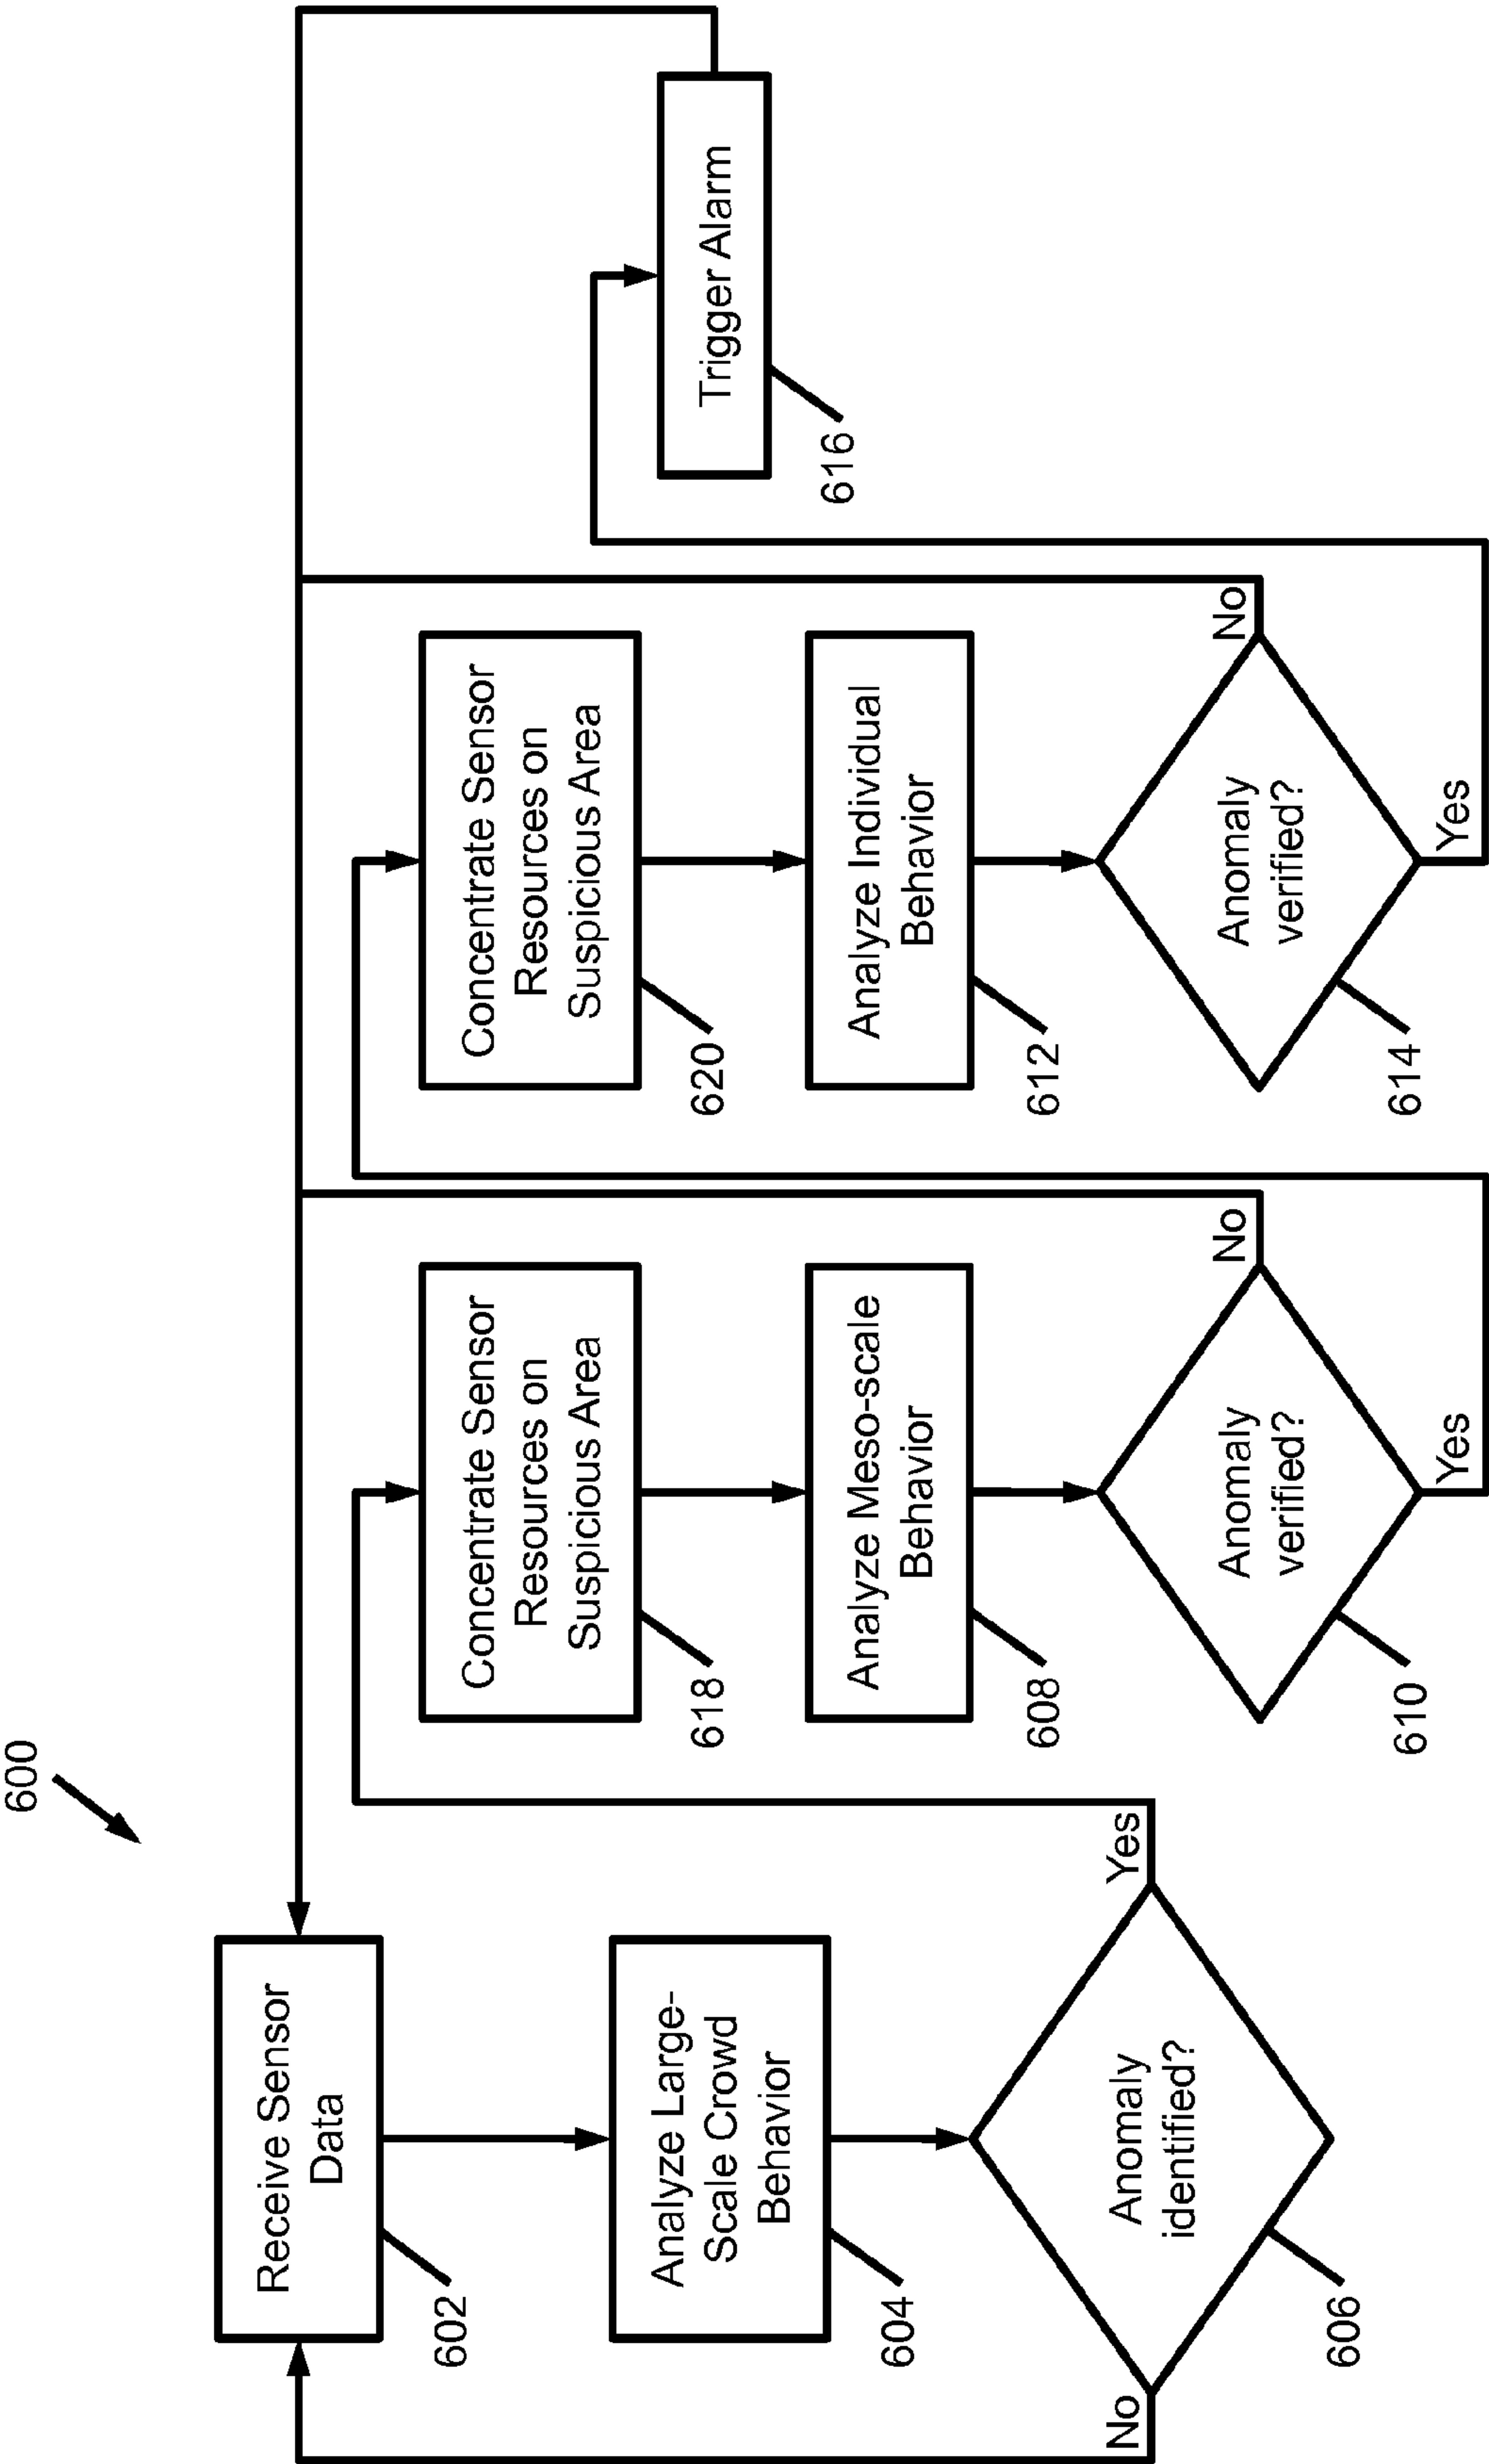 600
Receive Sensor
Data
602
Analyze Large-
Scale Crowd
Behavior
604
Anomaly
identified?
606
No
Yes
Concentrate Sensor
Resources on
Suspicious Area
618
Analyze Meso-scale
Behavior
608
Anomaly
verified?
610
No
Yes
Concentrate Sensor
Resources on
Suspicious Area
620
Analyze Individual
Behavior
612
Anomaly
verified?
614
No
Yes
Trigger Alarm
616